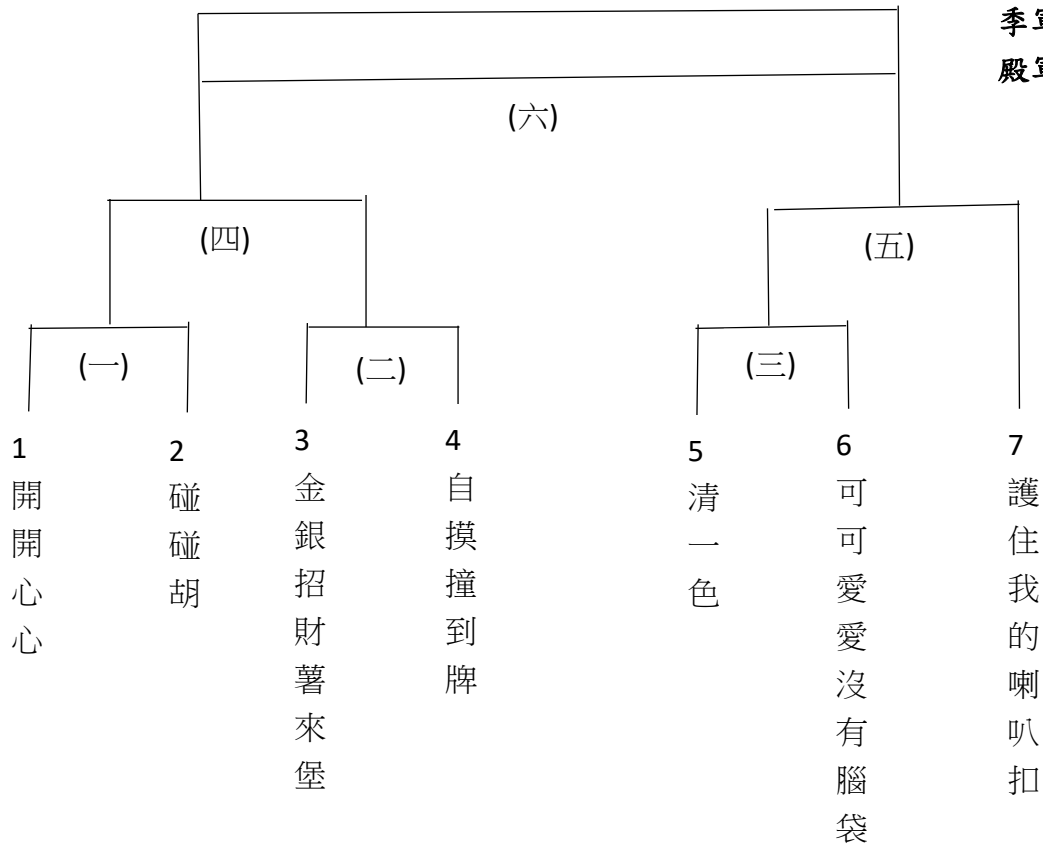 季軍
殿軍
(六)
(四)
(五)
(一)
(二)
(三)
1
開開心心
2
碰碰胡
3
金銀招財薯來堡
4
自摸撞到牌
5
清一色
6
可可愛愛沒有腦袋
7
護住我的喇叭扣